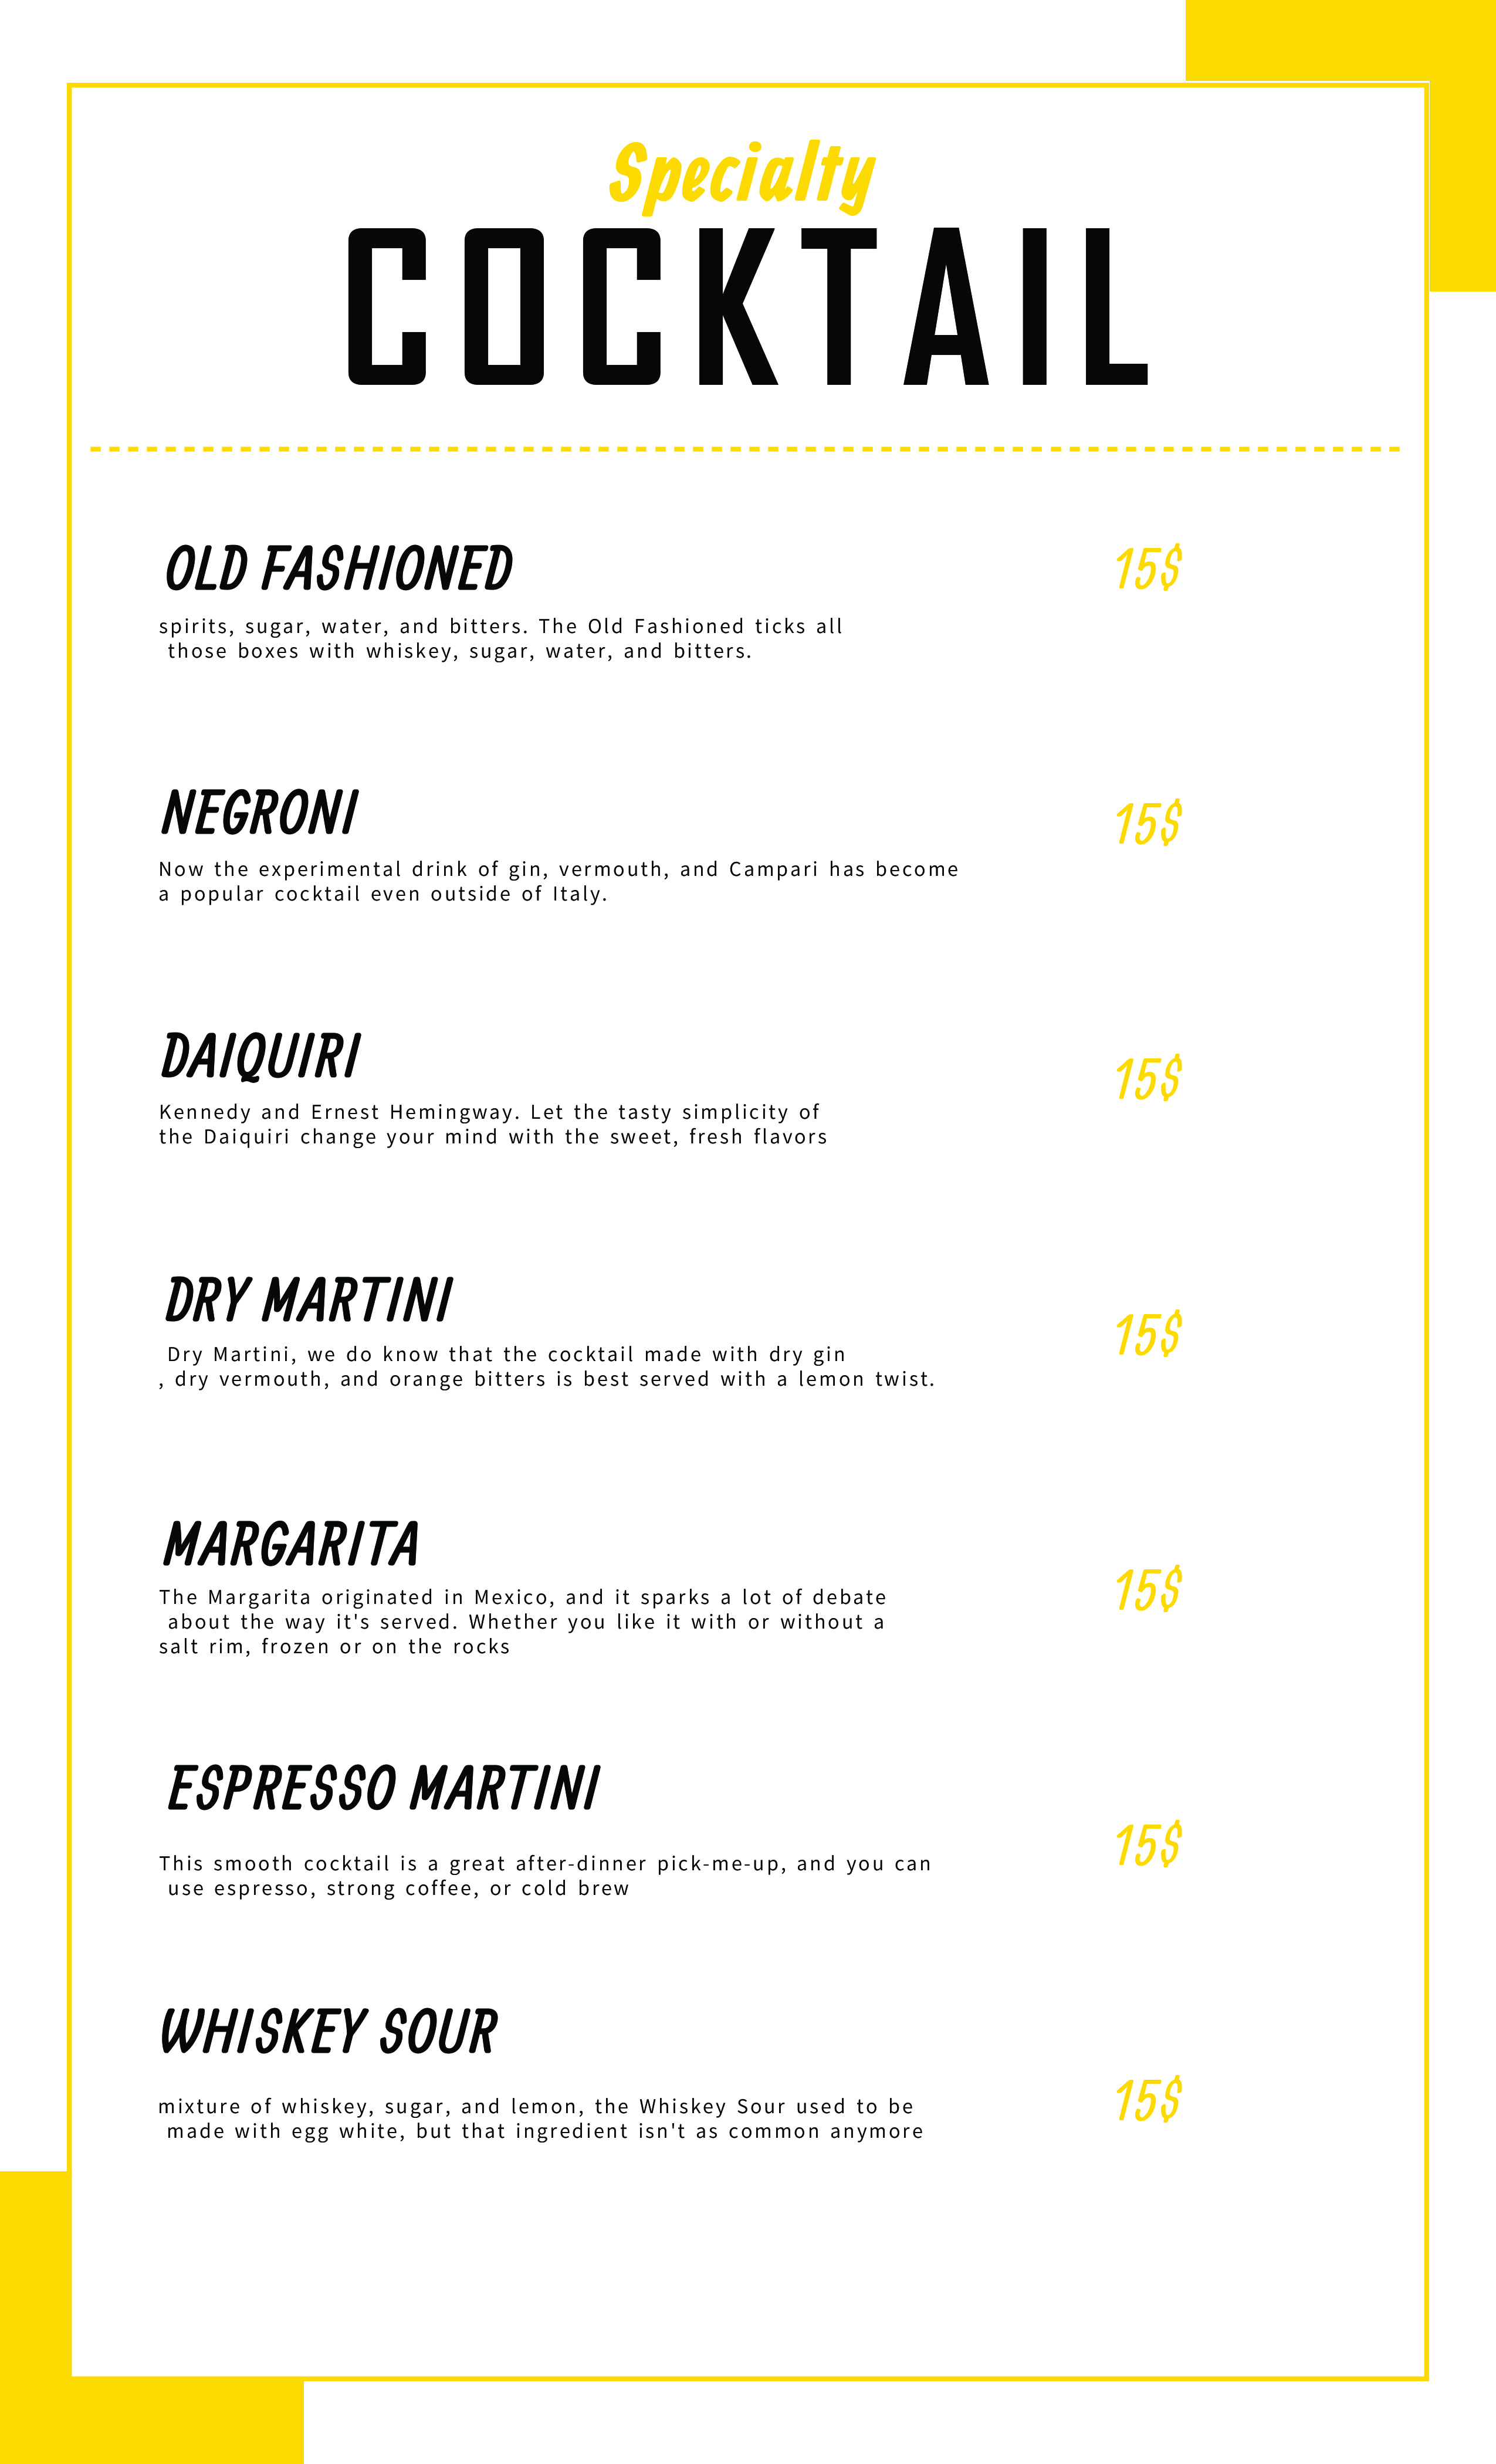 Specialty
COCKTAIL
OLD FASHIONED
15$
spirits, sugar, water, and bitters. The Old Fashioned ticks all
those boxes with whiskey, sugar, water, and bitters.
NEGRONI
15$
Now the experimental drink of gin, vermouth, and Campari has become
a popular cocktail even outside of Italy.
DAIQUIRI
15$
Kennedy and Ernest Hemingway. Let the tasty simplicity of
the Daiquiri change your mind with the sweet, fresh flavors
DRY MARTINI
15$
Dry Martini, we do know that the cocktail made with dry gin
, dry vermouth, and orange bitters is best served with a lemon twist.
MARGARITA
15$
The Margarita originated in Mexico, and it sparks a lot of debate
about the way it's served. Whether you like it with or without a
salt rim, frozen or on the rocks
ESPRESSO MARTINI
15$
This smooth cocktail is a great after-dinner pick-me-up, and you can
use espresso, strong coffee, or cold brew
WHISKEY SOUR
15$
mixture of whiskey, sugar, and lemon, the Whiskey Sour used to be
made with egg white, but that ingredient isn't as common anymore